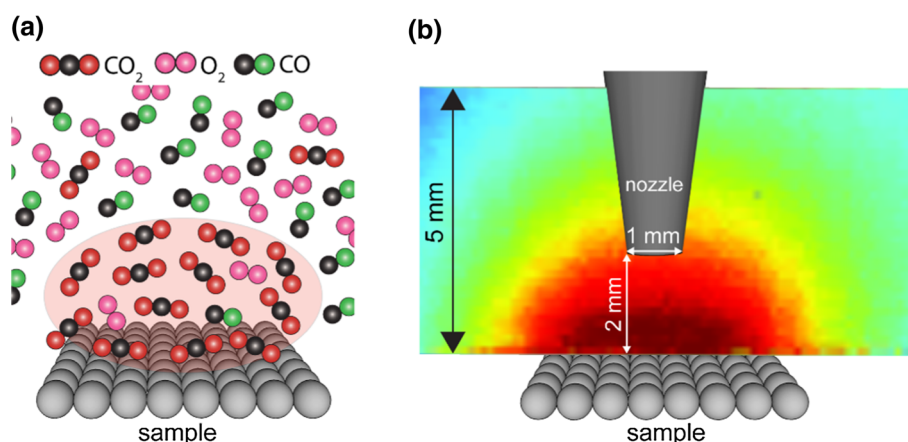 (a)
CO₂ O₂ CO
sample
(b)
5 mm
nozzle
1 mm
2 mm
sample